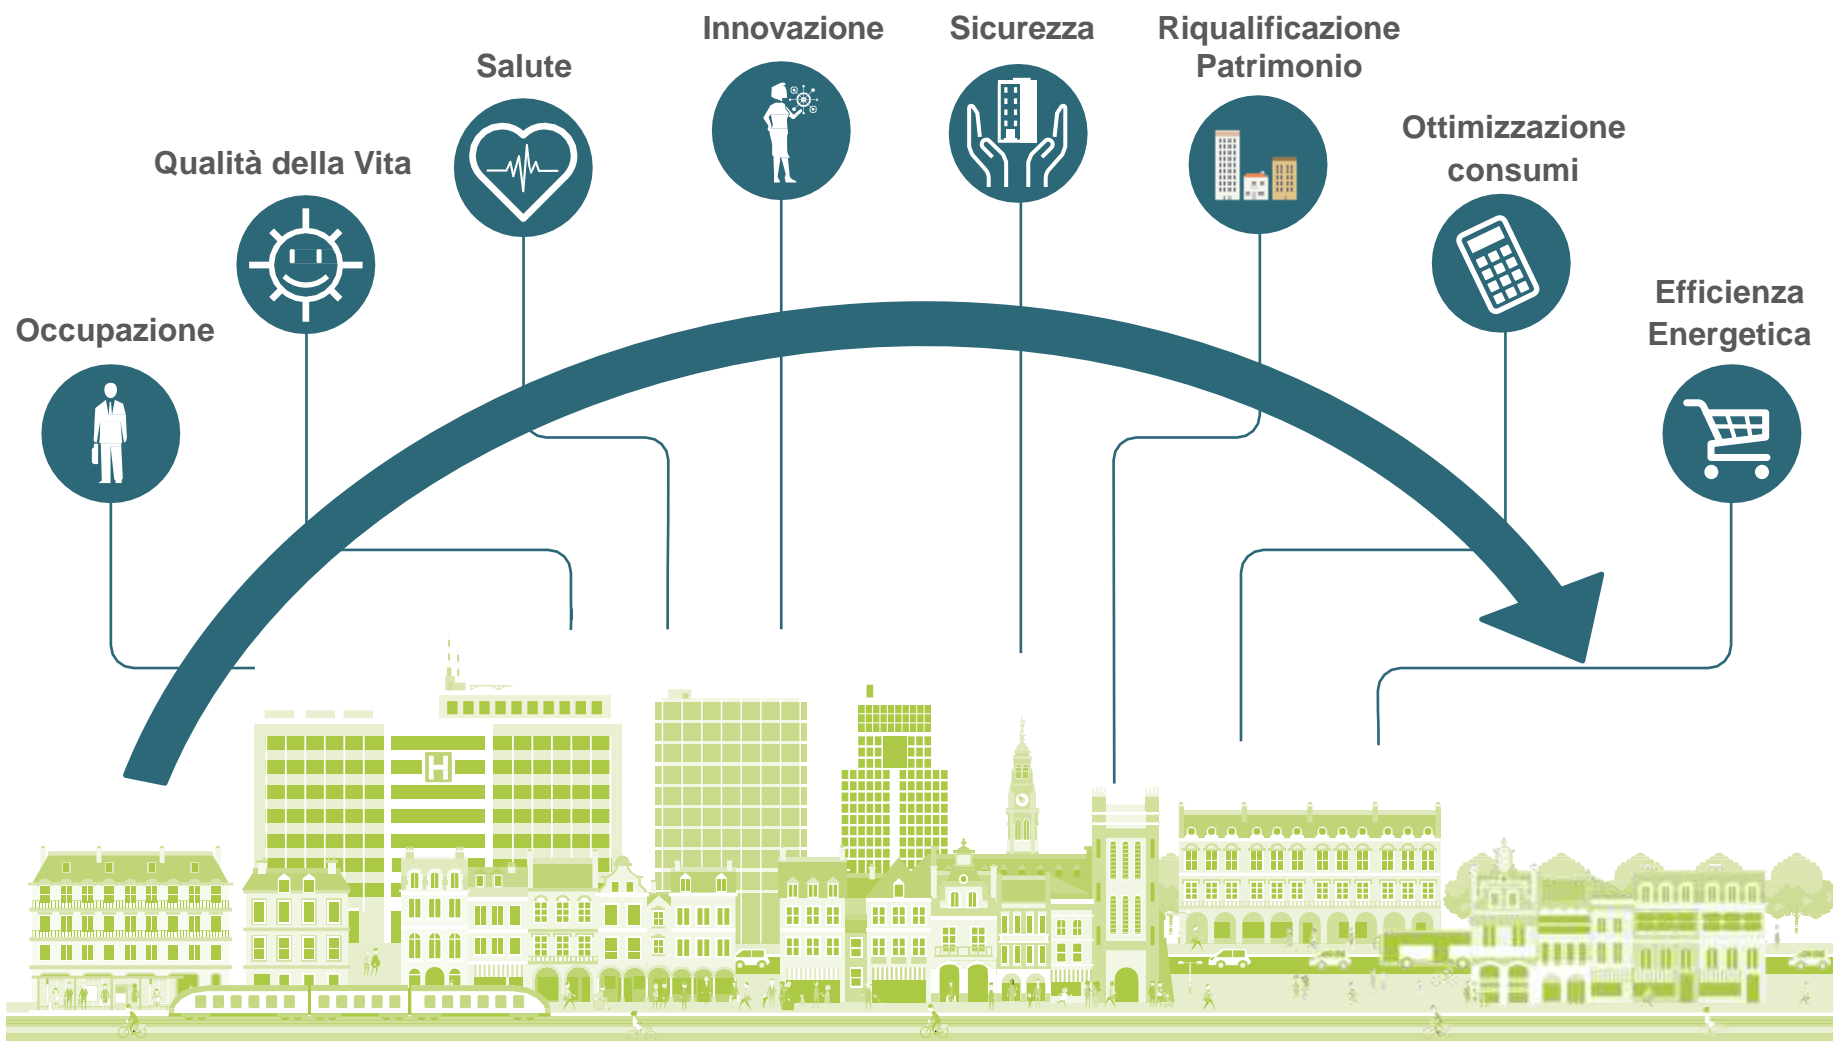 Occupazione
Qualità della Vita
Salute
Innovazione
Sicurezza
Riqualificazione
Patrimonio
Ottimizzazione
consumi
Efficienza
Energetica
H